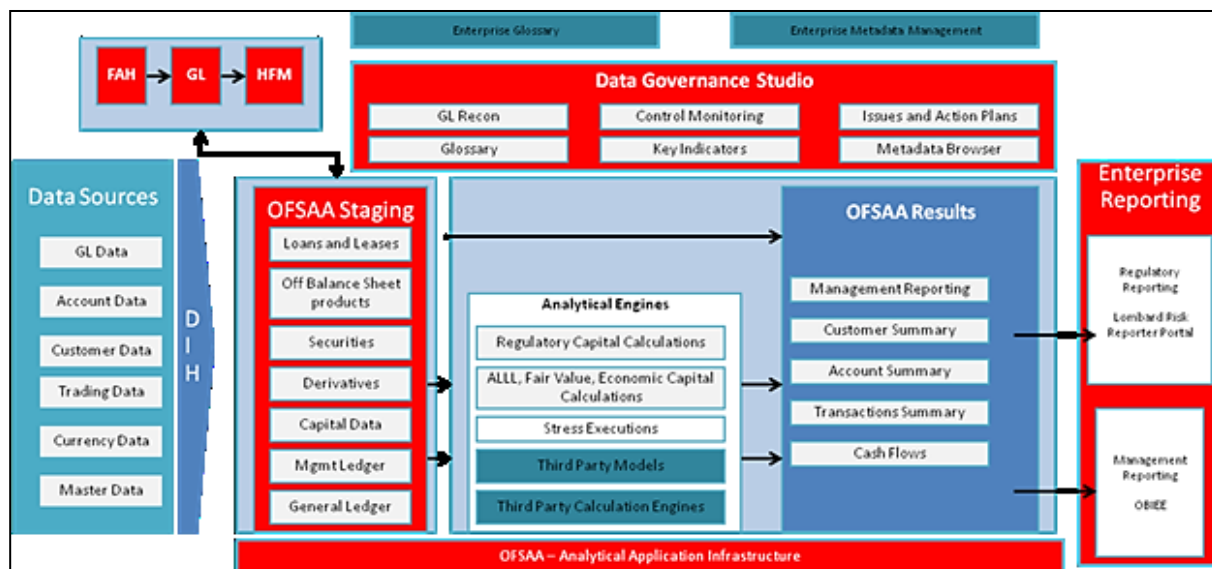 Enterprise Glossary
Enterprise Metadata Management
FAH
GL
HFM
Data Governance Studio
GL Recon
Control Monitoring
Issues and Action Plans
Glossary
Key Indicators
Metadata Browser
Data Sources
GL Data
Account Data
Customer Data
Trading Data
Currency Data
Master Data
D
I
H
OFSAA Staging
Loans and Leases
Off Balance Sheet
products
Securities
Derivatives
Capital Data
Mgmt Ledger
General Ledger
Analytical Engines
Regulatory Capital Calculations
ALLL, Fair Value, Economic Capital
Calculations
Stress Executions
Third Party Models
Third Party Calculation Engines
OFSAA Results
Management Reporting
Customer Summary
Account Summary
Transactions Summary
Cash Flows
Enterprise
Reporting
Regulatory
Reporting
Lombard Risk
Reporter Portal
Management
Reporting
OBIEE
OFSAA – Analytical Application Infrastructure